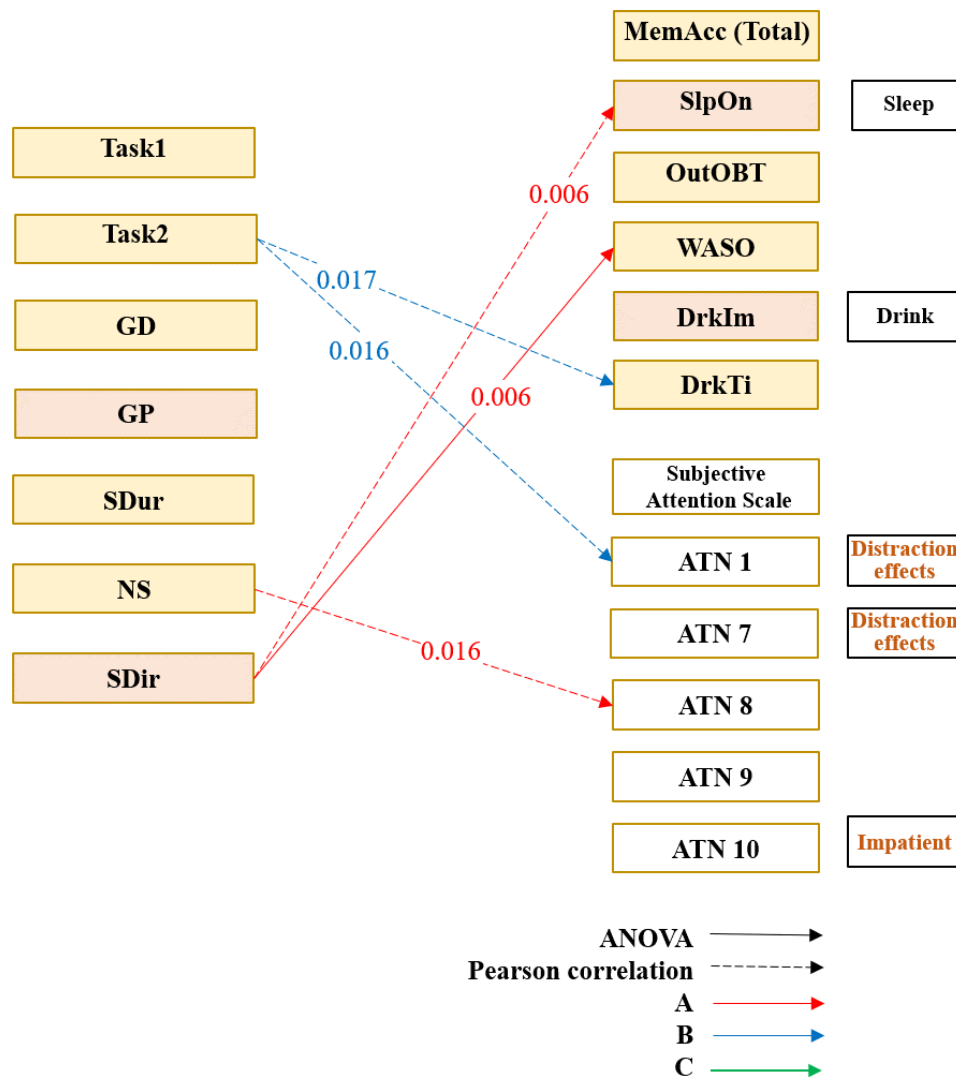 MemAcc (Total)
SlpOn
Sleep
Task1
OutOBT
0.006
Task2
WASO
0.017
GD
DrkIm
Drink
0.016
DrkTi
0.006
GP
Subjective
Attention Scale
SDur
ATN 1
Distraction
effects
NS
ATN 7
Distraction
effects
0.016
SDir
ATN 8
ATN 9
ATN 10
Impatient
ANOVA
Pearson correlation
A
B
C